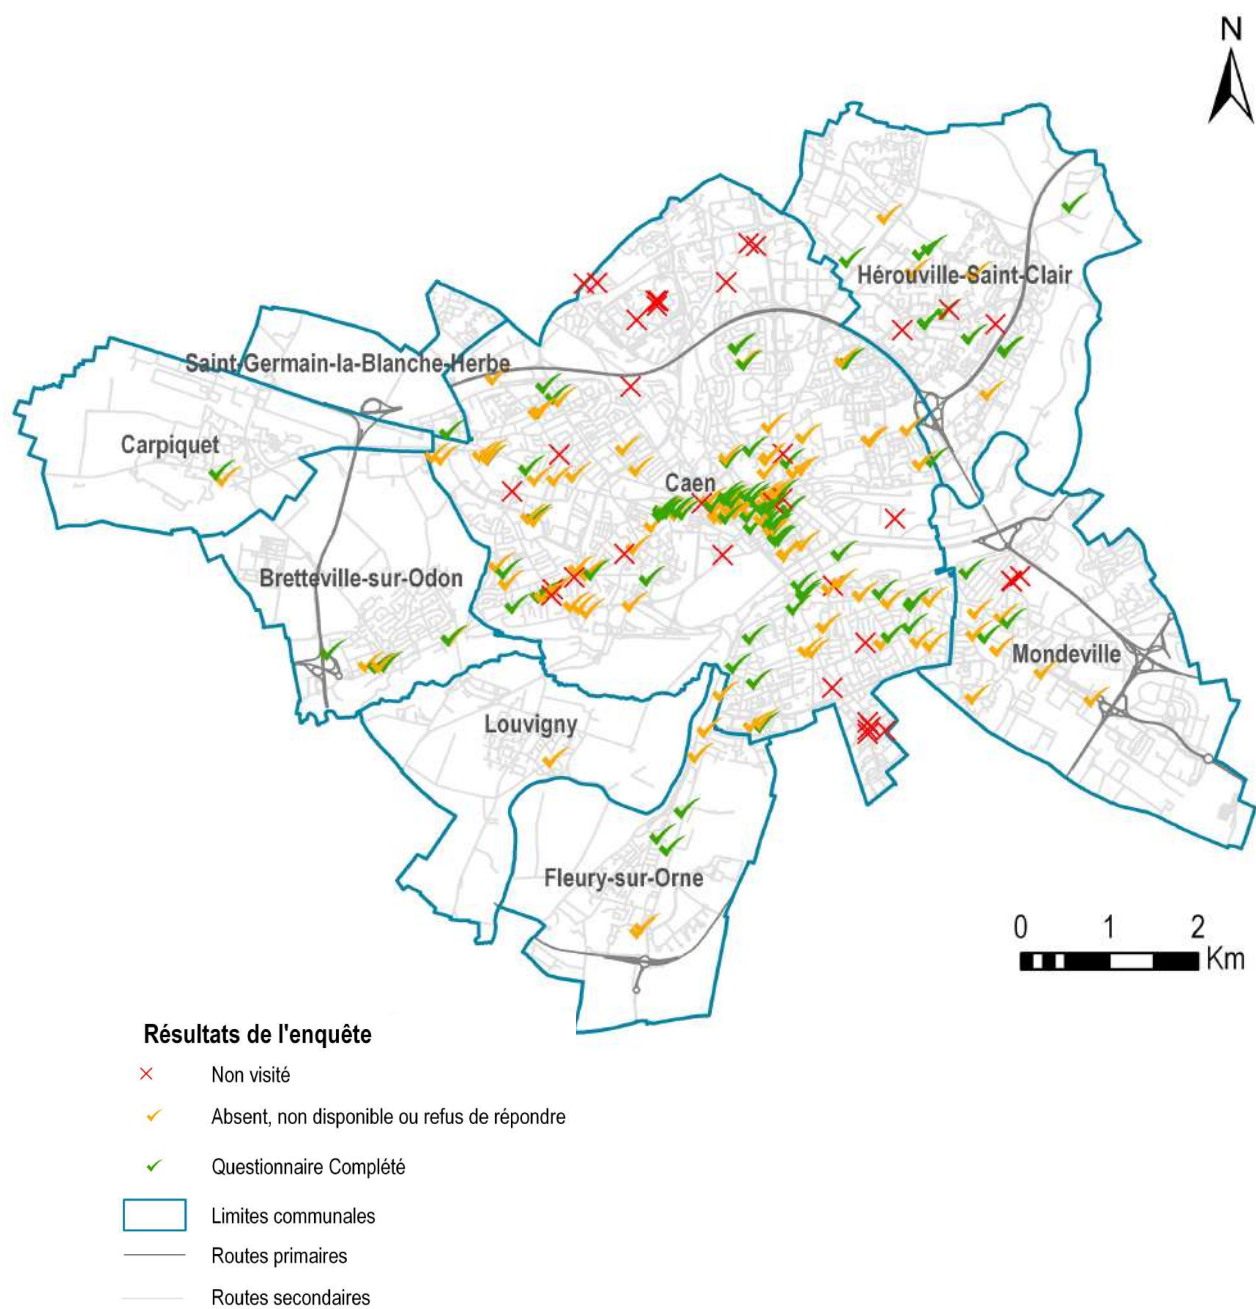 N
Hérouville-Saint-Clair
Saint-Germain-la-Blanche-Herbe
Carpiquet
Caen
Bretteville-sur-Odon
Mondeville
Louvigny
Fleury-sur-Orne
0 1 2
Km
Résultats de l'enquête
Non visité
Absent, non disponible ou refus de répondre
Questionnaire Complété
Limites communales
Routes primaires
Routes secondaires